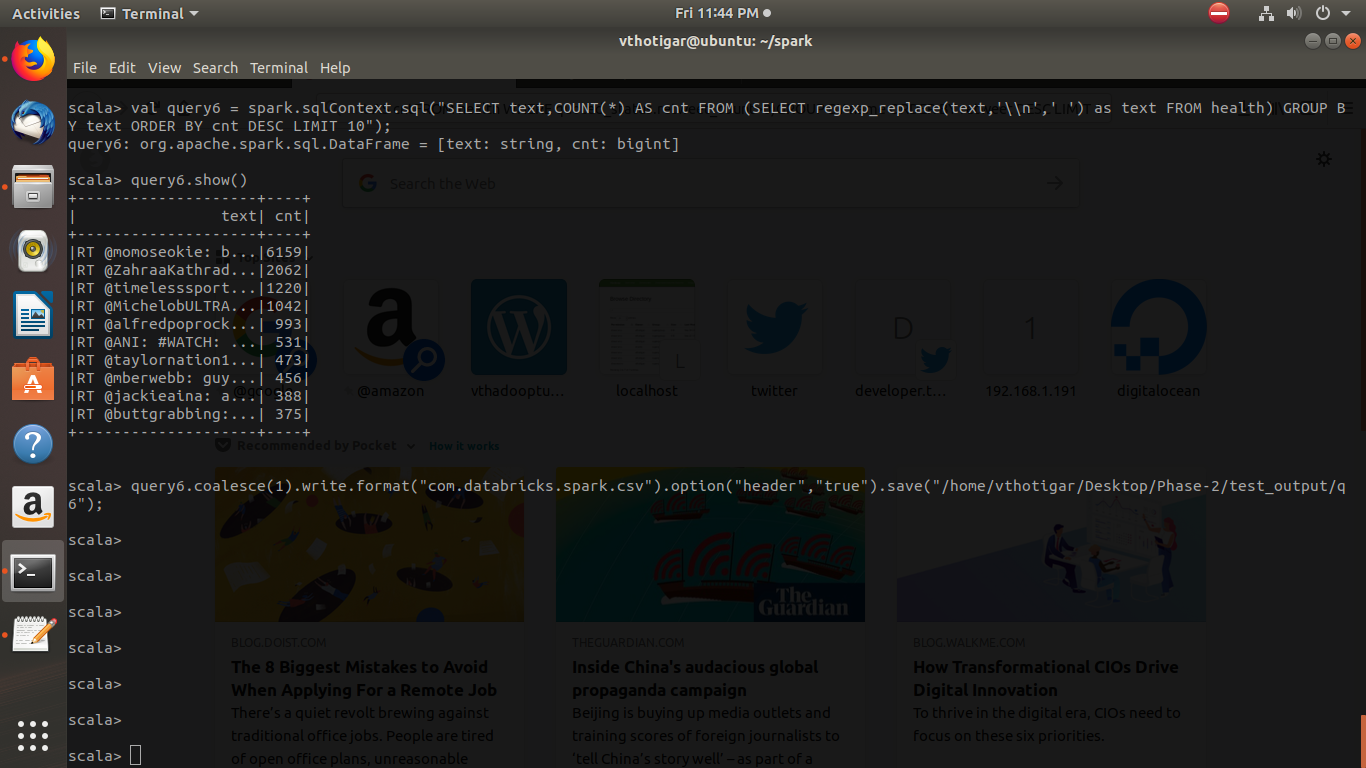 Activities
Terminal
Fri 11:44 PM
vthotigar@ubuntu: ~/spark
File Edit View Search Terminal Help
scala> val query6 = spark.sqlContext.sql("SELECT text,COUNT(*) AS cnt FROM (SELECT regexp_replace(text,'\\n',' ') as text FROM health) GROUP B
Y text ORDER BY cnt DESC LIMIT 10");
query6: org.apache.spark.sql.DataFrame = [text: string, cnt: bigint]
scala> query6.show()
Search the Web
+--------------------+----+
|                text| cnt|
+--------------------+----+
|RT @momoseokie: b...|6159|
|RT @ZahraaKathrad...|2062|
|RT @timelesssport...|1220|
|RT @MichelobULTRA...|1042|
|RT @alfredpoprock...| 993|
|RT @ANI: #WATCH: ...| 531|
|RT @taylornation1...| 473|
|RT @mberwebb: guy...| 456|
|RT @jackieaina: a...| 388|
|RT @buttgrabbing:...| 375|
+--------------------+----+
L
D
1
@amazon
vthadooptu...
localhost
twitter
developer.t...
192.168.1.191
digitalocean
Recommended by Pocket
How it works
scala> query6.coalesce(1).write.format("com.databricks.spark.csv").option("header","true").save("/home/vthotigar/Desktop/Phase-2/test_output/q
6");
scala>
scala>
scala>
scala>
scala>
scala>
scala>
The
Guardian
BLOG.DOIST.COM
The 8 Biggest Mistakes to Avoid
When Applying For a Remote Job
There's a quiet revolt brewing against
traditional office jobs. People are tired
of open office plans, unreasonable
THEGUARDIAN.COM
Inside China's audacious global
propaganda campaign
Beijing is buying up media outlets and
training scores of foreign journalists to
'tell China's story well' – as part of a
BLOG.WALKME.COM
How Transformational CIOs Drive
Digital Innovation
To thrive in the digital era, CIOs need to
focus on these six priorities.